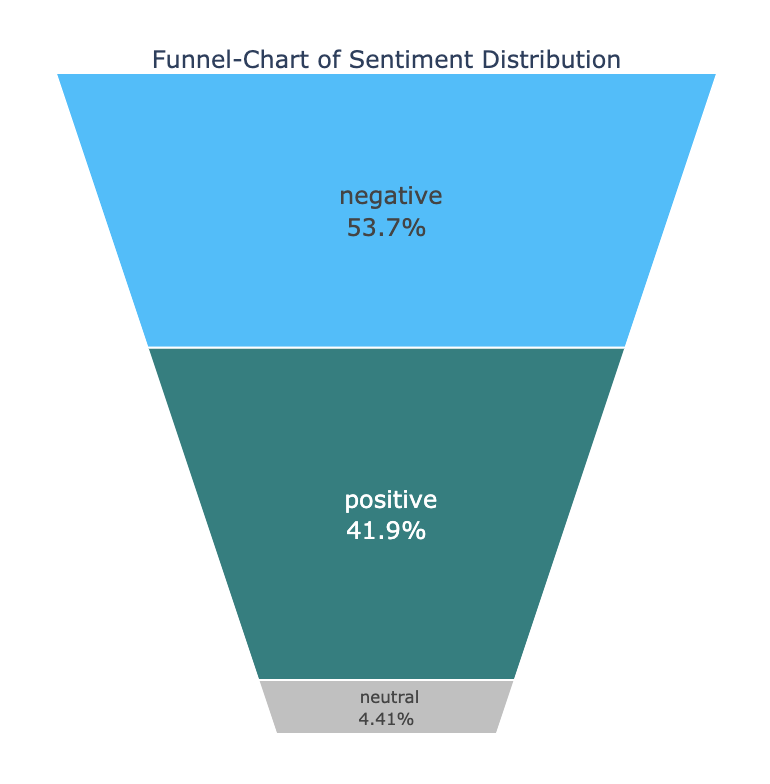 Funnel-Chart of Sentiment Distribution
negative
53.7%
positive
41.9%
neutral
4.41%